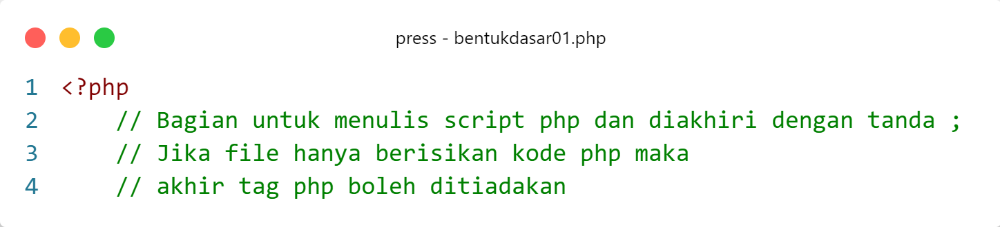 press - bentukdasar01.php
1 <?php
2 // Bagian untuk menulis script php dan diakhiri dengan tanda ;
3 // Jika file hanya berisikan kode php maka
4 // akhir tag php boleh ditiadakan